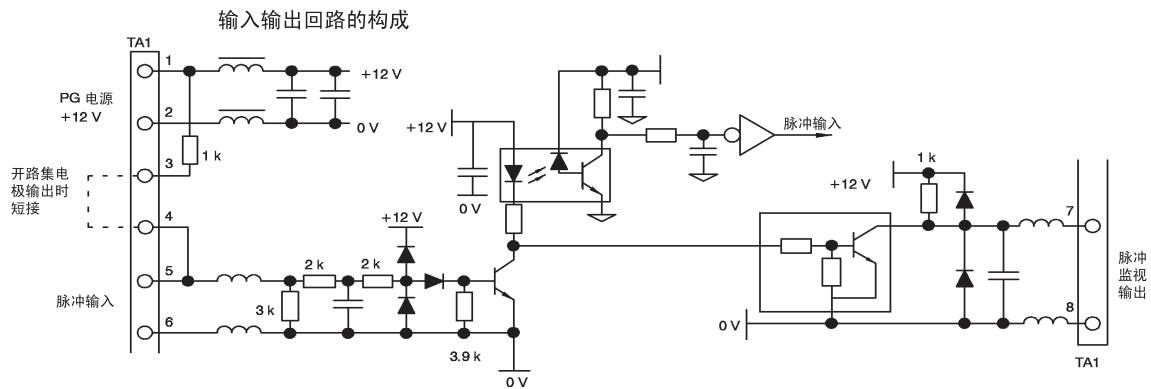 输入输出回路的构成
TA1
1
+12 V
PG 电源
+12 V
2
0 V
1 k
3
开路集电
极输出时
短接
4
+12 V
0 V
脉冲输入
1 k
+12 V
7
+12 V
2 k
2 k
5
3 k
脉冲输入
6
3.9 k
0 V
0 V
脉冲
监视
输出
8
TA1